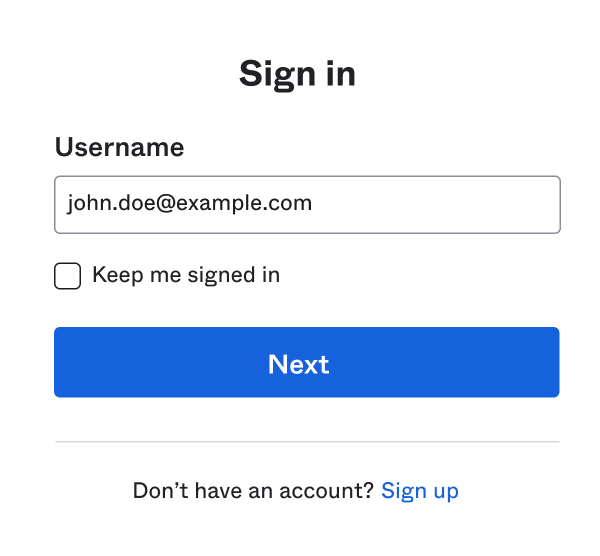 Sign in
Username
john.doe@example.com
Keep me signed in
Next
Don’t have an account? Sign up